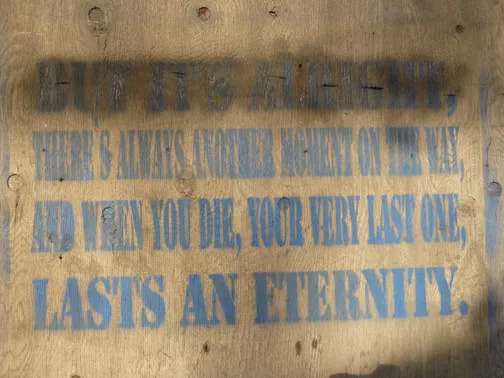 BUT IT'S ALRIGHT,
THERE'S ALWAYS ANOTHER MOMENT ON THE WAY,
AND WHEN YOU DIE, YOUR VERY LAST ONE,
LASTS AN ETERNITY.